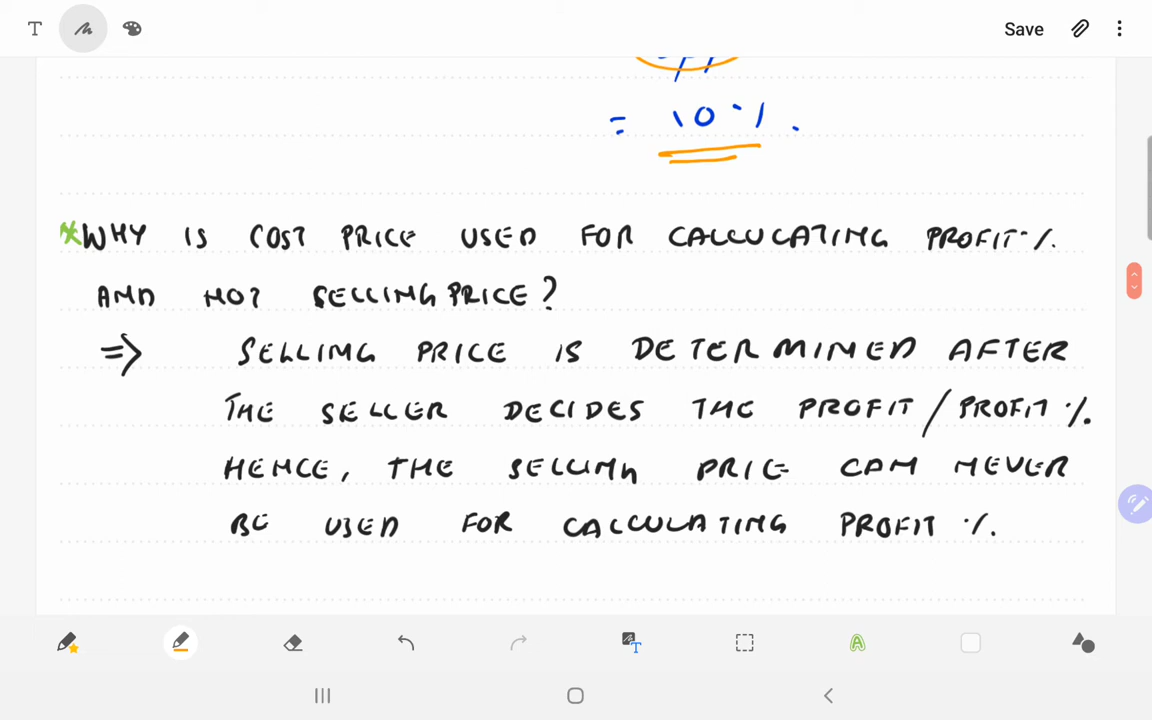 T Save
= 10%.
*WHY IS COST PRICE USED FOR CALCULATING PROFIT%
AND NOT SELLING PRICE?
=> SELLING PRICE IS DETERMINED AFTER
THE SELLER DECIDES THE PROFIT/PROFIT%.
HENCE, THE SELLING PRICE CAN NEVER
BE USED FOR CALCULATING PROFIT %.
T
A